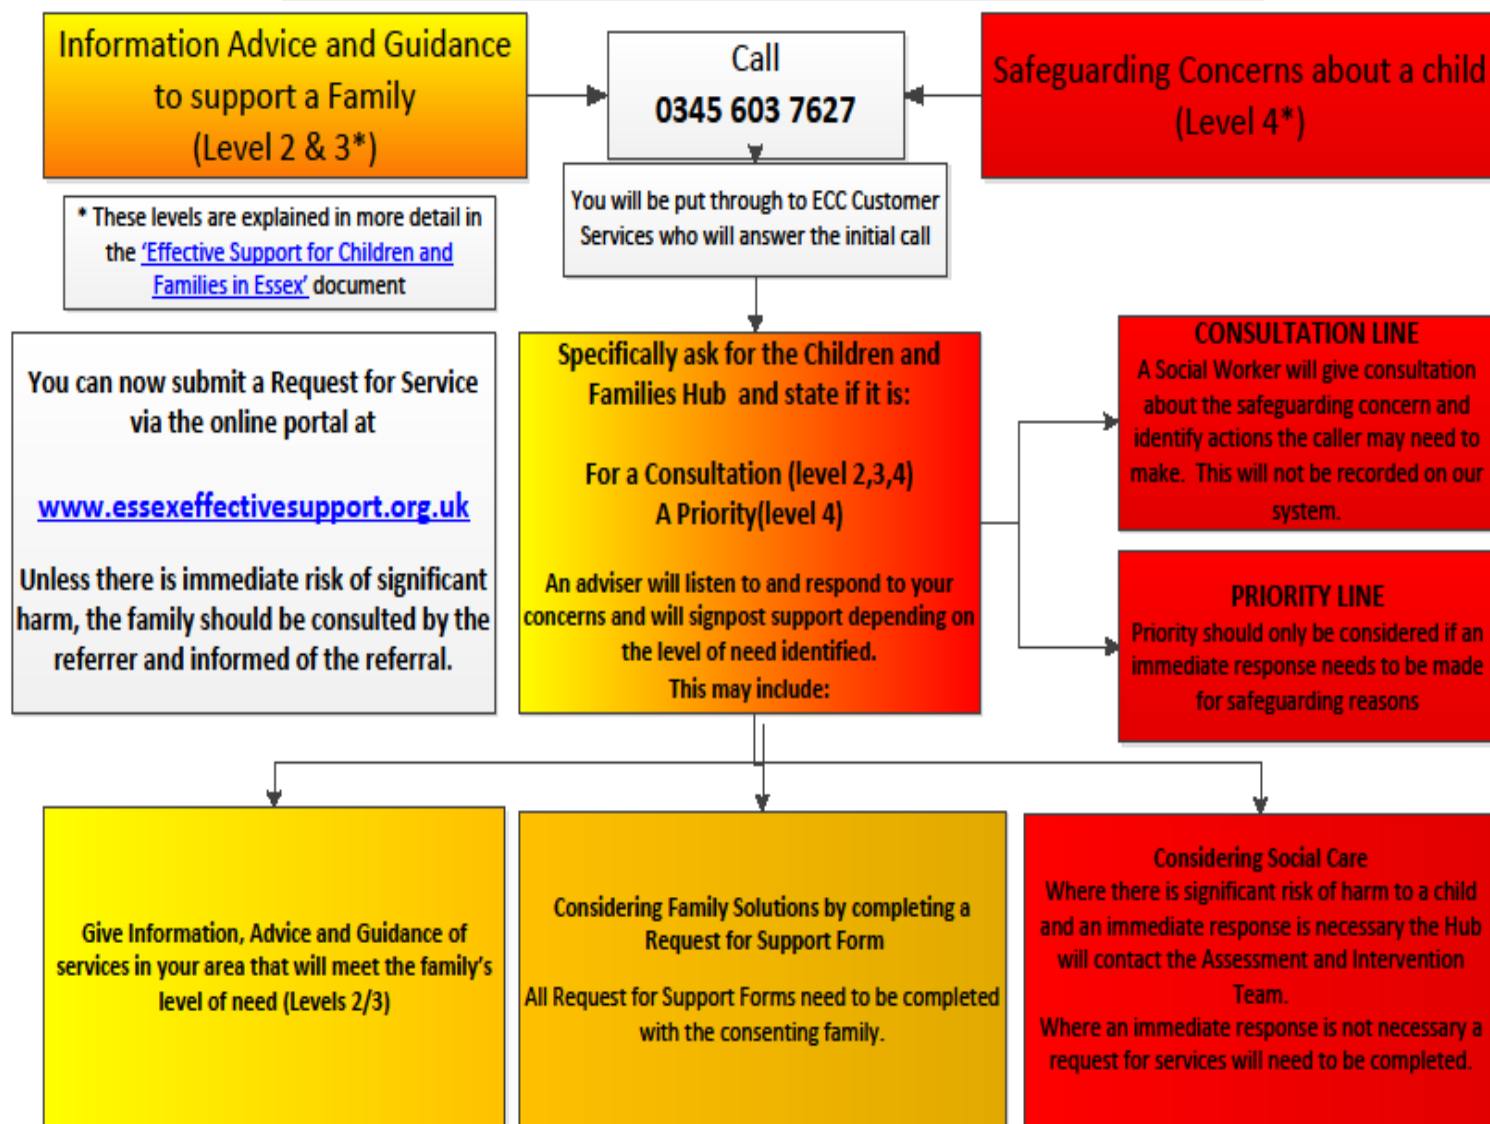 Information Advice and Guidance
to support a Family
(Level 2 & 3*)
Call
0345 603 7627
Safeguarding Concerns about a child
(Level 4*)
* These levels are explained in more detail in
the ‘Effective Support for Children and
Families in Essex’ document
You will be put through to ECC Customer
Services who will answer the initial call
You can now submit a Request for Service
via the online portal at
www.essexeffectivesupport.org.uk
Unless there is immediate risk of significant
harm, the family should be consulted by the
referrer and informed of the referral.
Specifically ask for the Children and
Families Hub and state if it is:
For a Consultation (level 2,3,4)
A Priority(level 4)
An adviser will listen to and respond to your
concerns and will signpost support depending on
the level of need identified.
This may include:
CONSULTATION LINE
A Social Worker will give consultation
about the safeguarding concern and
identify actions the caller may need to
make. This will not be recorded on our
system.
PRIORITY LINE
Priority should only be considered if an
immediate response needs to be made
for safeguarding reasons
Give Information, Advice and Guidance of
services in your area that will meet the family’s
level of need (Levels 2/3)
Considering Family Solutions by completing a
Request for Support Form
All Request for Support Forms need to be completed
with the consenting family.
Considering Social Care
Where there is significant risk of harm to a child
and an immediate response is necessary the Hub
will contact the Assessment and Intervention
Team.
Where an immediate response is not necessary a
request for services will need to be completed.